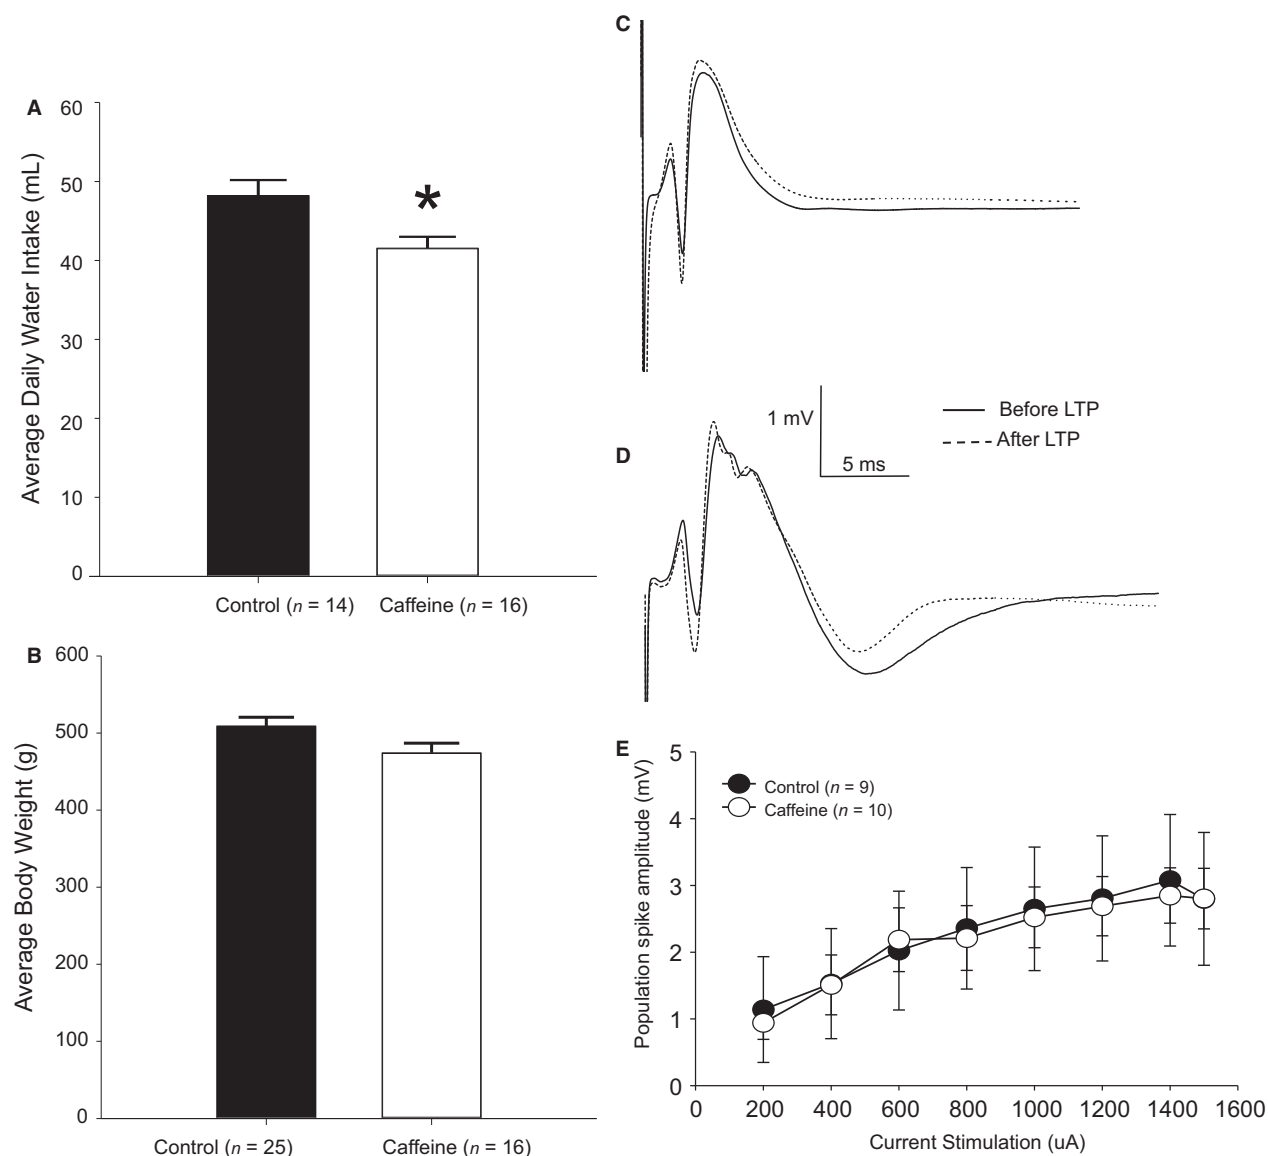 A
Average Daily Water Intake (mL)
60
50
40
30
20
10
0
*
Control (n = 14)
Caffeine (n = 16)
B
Average Body Weight (g)
600
500
400
300
200
100
0
Control (n = 25)
Caffeine (n = 16)
C
1 mV
5 ms
Before LTP
After LTP
D
E
Population spike amplitude (mV)
5
4
3
2
1
0
Control (n = 9)
Caffeine (n = 10)
0 200 400 600 800 1000 1200 1400 1600
Current Stimulation (uA)